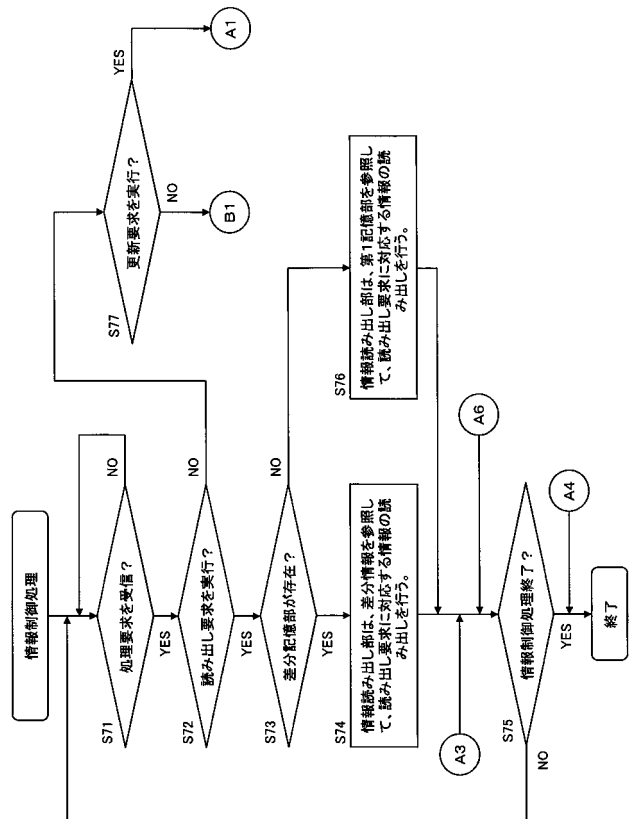 情報制御処理
S71
処理要求を受信?
NO
YES
S72
読み出し要求を実行?
NO
YES
S73
差分記憶部が存在?
NO
YES
S74
情報読み出し部は、差分情報を参照し
て、読み出し要求に対応する情報の読
み出しを行う。
S76
情報読み出し部は、第1記憶部を参照し
て、読み出し要求に対応する情報の読
み出しを行う。
S77
更新要求を実行?
YES
A1
NO
B1
A3
A6
S75
情報制御処理終了?
NO
YES
A4
終了